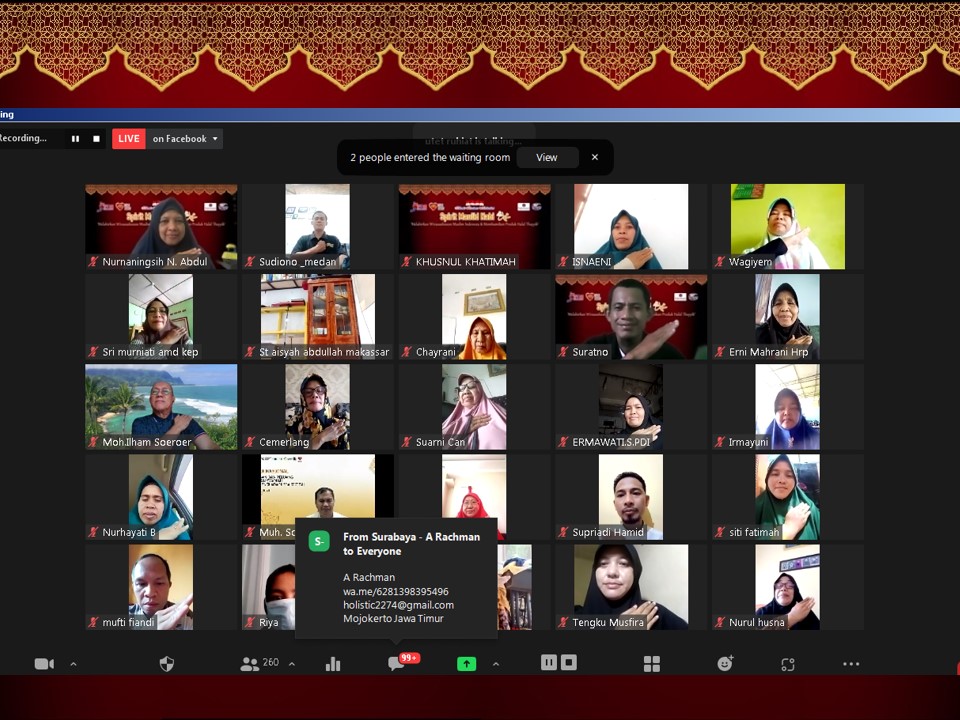 ing
Recording...
LIVE
on Facebook
is talking...
2 people entered the waiting room
View
Nurnaningsih N. Abdul
Sudiono _medan
KHUSNUL KHATIMAH
ISNAENI
Wagiyem
Sri murniati amd kep
St aisyah abdullah makassar
Chayrani
Suratno
Erni Mahrani Hrp
Moh.Ilham Soeroer
Cemerlang
Suarni Can
ERMAWATI.S.PDI
Irmayuni
Nurhayati B
Muh. Sc
Supriadi Hamid
siti fatimah
mufti fiandi
Riya
Tengku Musfira
Nurul husna
S-
From Surabaya - A Rachman
to Everyone
A Rachman
wa.me/6281398395496
holistic2274@gmail.com
Mojokerto Jawa Timur
260
99+